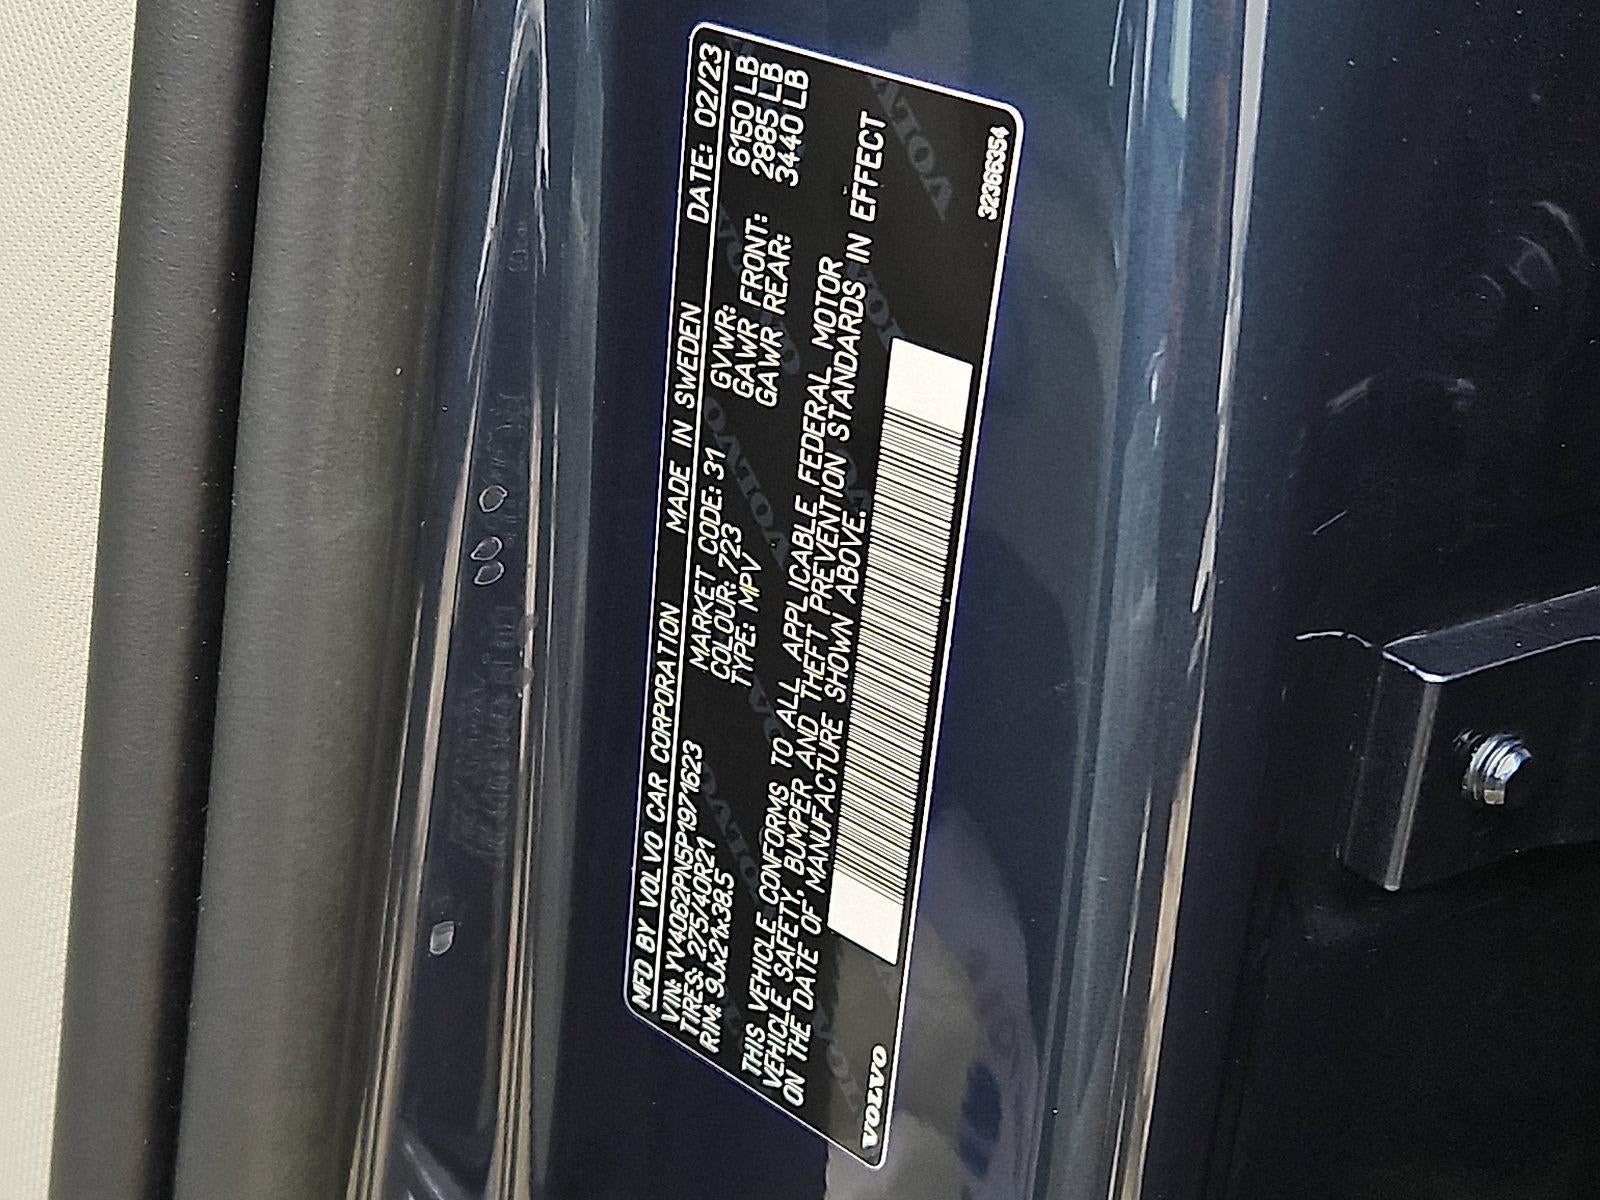 MFD BY VOLVO CAR CORPORATION MADE IN SWEDEN DATE: 02/23
VIN: YV4062PN5P1971623 MARKET CODE: 31 GVWR: 6150 LB
TIRES: 275/40R21 COLOUR: 723 GAWR FRONT: 2885 LB
RIM: 9Jx21x38.5 TYPE: MPV GAWR REAR: 3440 LB
THIS VEHICLE CONFORMS TO ALL APPLICABLE FEDERAL MOTOR
VEHICLE SAFETY, BUMPER AND THEFT PREVENTION STANDARDS IN EFFECT
ON THE DATE OF MANUFACTURE SHOWN ABOVE.
VOLVO
32366354